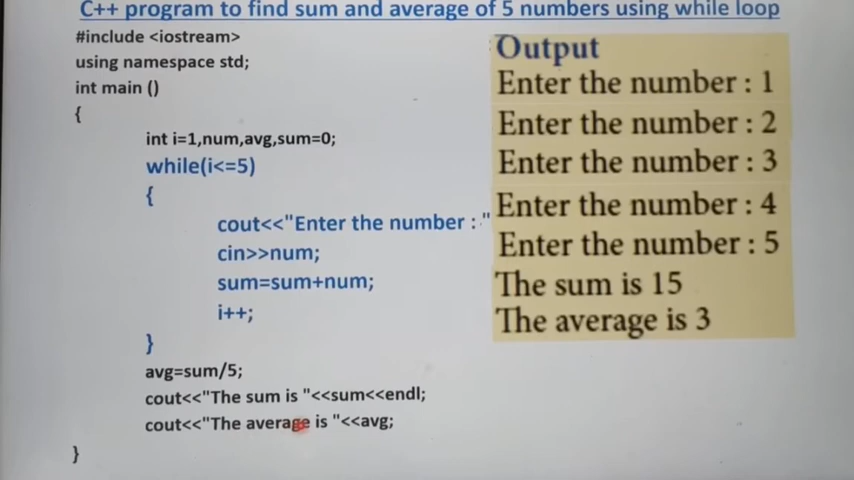 C++ program to find sum and average of 5 numbers using while loop
#include <iostream>
using namespace std;
int main ()
{
int i=1,num,avg,sum=0;
while(i<=5)
{
cout<<"Enter the number : "
cin>>num;
sum=sum+num;
i++;
}
avg=sum/5;
cout<<"The sum is "<<sum<<endl;
cout<<"The average is "<<avg;
}
Output
Enter the number : 1
Enter the number : 2
Enter the number : 3
Enter the number : 4
Enter the number : 5
The sum is 15
The average is 3